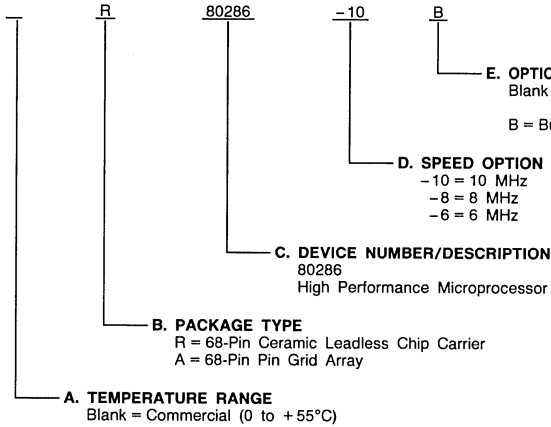 R 80286 –10 B
E. OPTIO
Blank
B = B
D. SPEED OPTION
–10 = 10 MHz
–8 = 8 MHz
–6 = 6 MHz
C. DEVICE NUMBER/DESCRIPTION
80286
High Performance Microprocessor
B. PACKAGE TYPE
R = 68-Pin Ceramic Leadless Chip Carrier
A = 68-Pin Pin Grid Array
A. TEMPERATURE RANGE
Blank = Commercial (0 to +55°C)